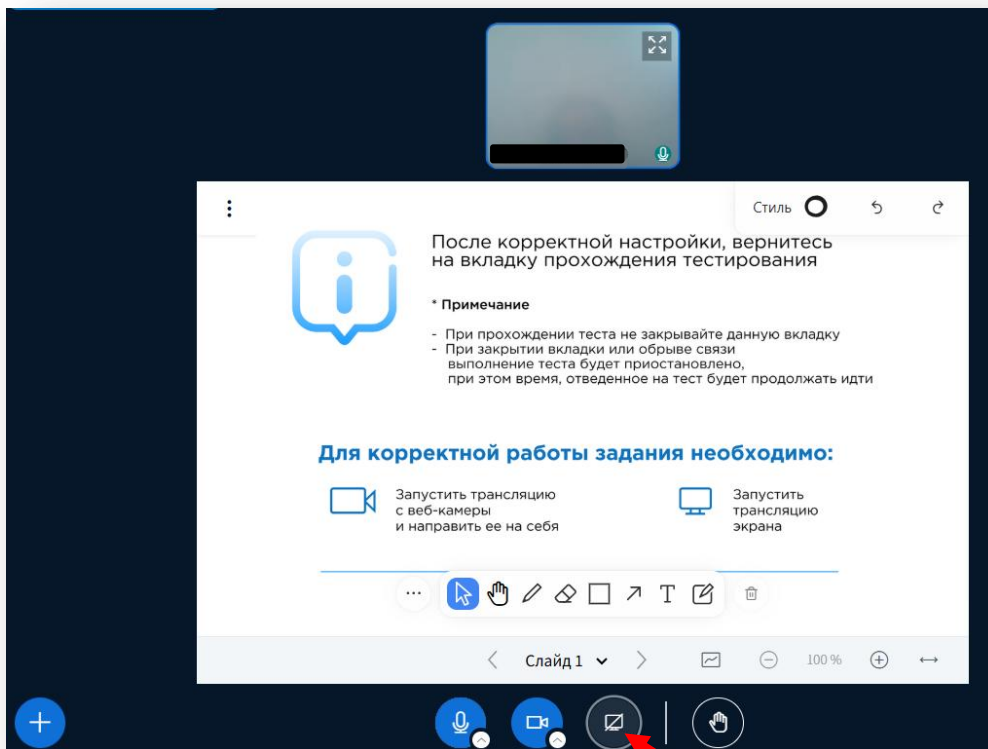 Стиль
После корректной настройки, вернитесь
на вкладку прохождения тестирования
* Примечание
- При прохождении теста не закрывайте данную вкладку
- При закрытии вкладки или обрыве связи
выполнение теста будет приостановлено,
при этом время, отведенное на тест будет продолжать идти
Для корректной работы задания необходимо:
Запустить трансляцию
с веб-камеры
и направить ее на себя
Запустить
трансляцию
экрана
Слайд 1
100 %